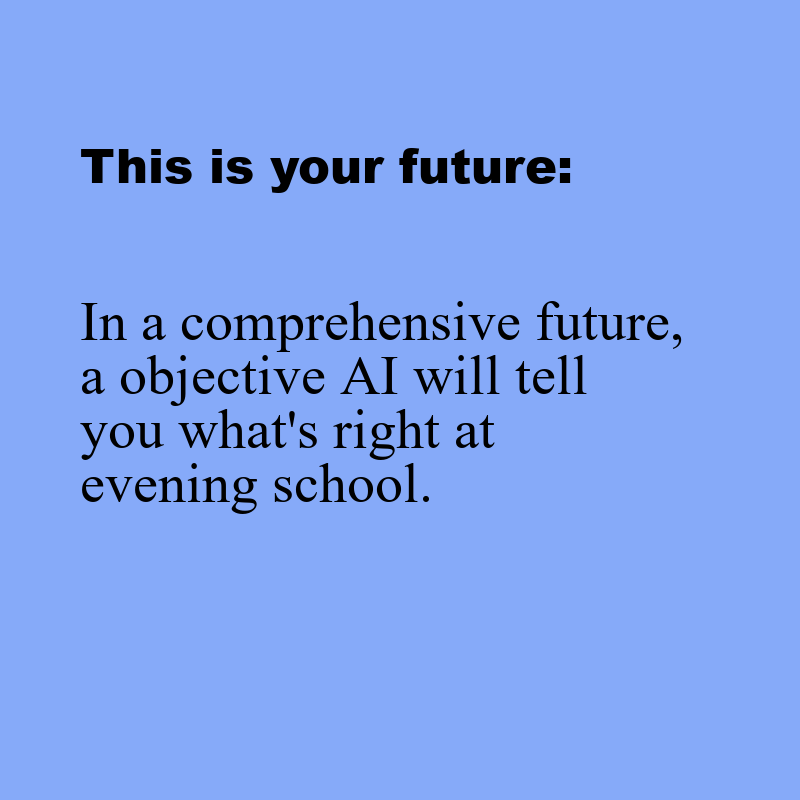 This is your future:
In a comprehensive future,
a objective AI will tell
you what's right at
evening school.